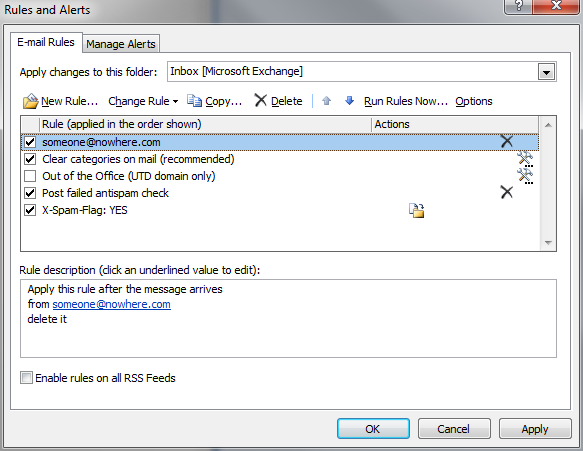 Rules and Alerts
E-mail Rules Manage Alerts
Apply changes to this folder: Inbox [Microsoft Exchange]
New Rule... Change Rule Copy... Delete Run Rules Now... Options
Rule (applied in the order shown) Actions
someone@nowhere.com
Clear categories on mail (recommended)
Out of the Office (UTD domain only)
Post failed antispam check
X-Spam-Flag: YES
Rule description (click an underlined value to edit):
Apply this rule after the message arrives
from someone@nowhere.com
delete it
Enable rules on all RSS Feeds
OK Cancel Apply